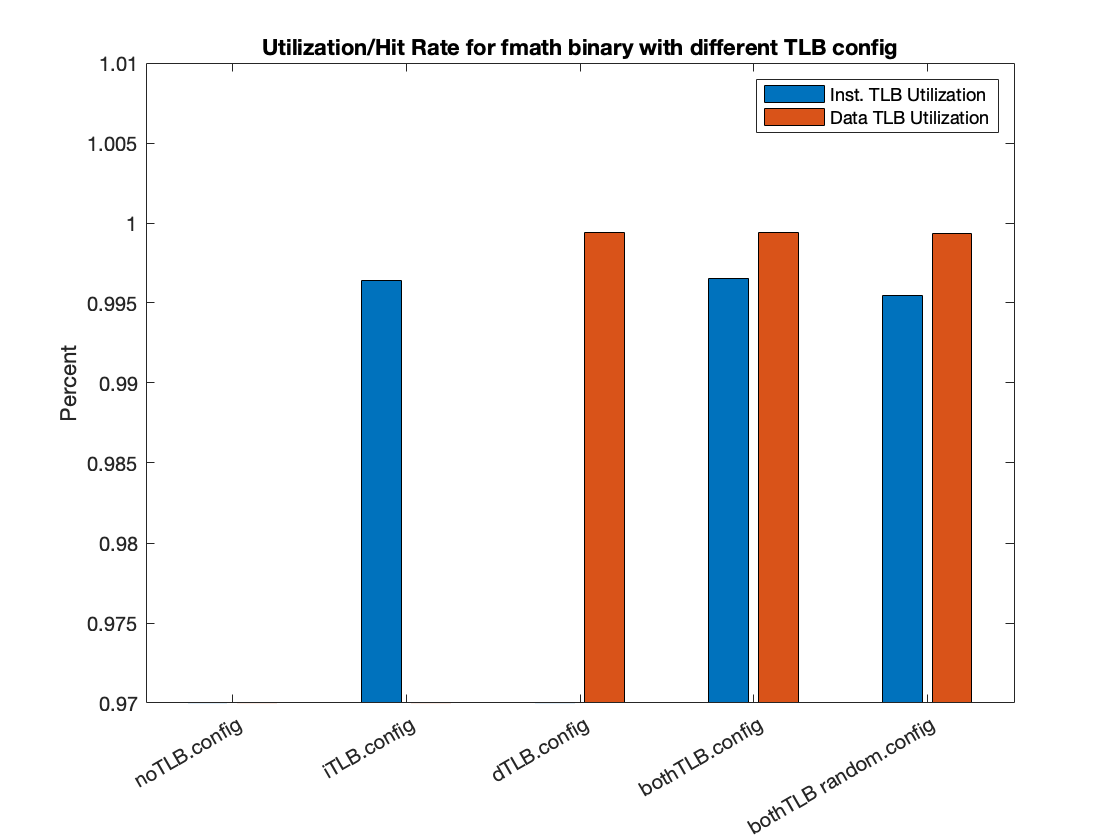 Utilization/Hit Rate for fmath binary with different TLB config
Inst. TLB Utilization
Data TLB Utilization
Percent
1.01
1.005
1
0.995
0.99
0.985
0.98
0.975
0.97
noTLB.config
iTLB.config
dTLB.config
bothTLB.config
bothTLB random.config